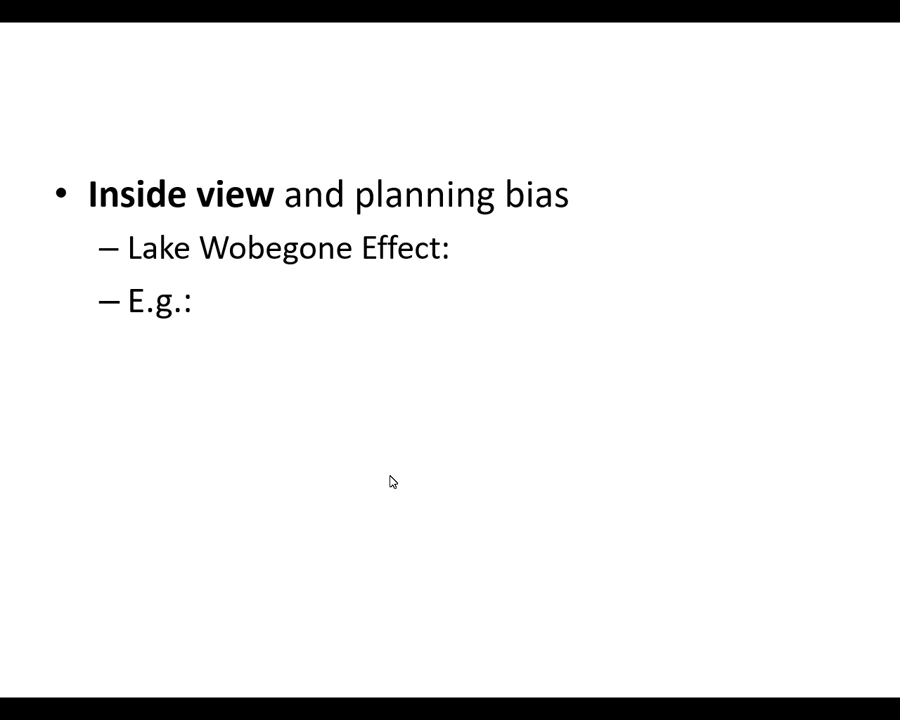 • Inside view and planning bias
– Lake Wobegone Effect:
– E.g.: